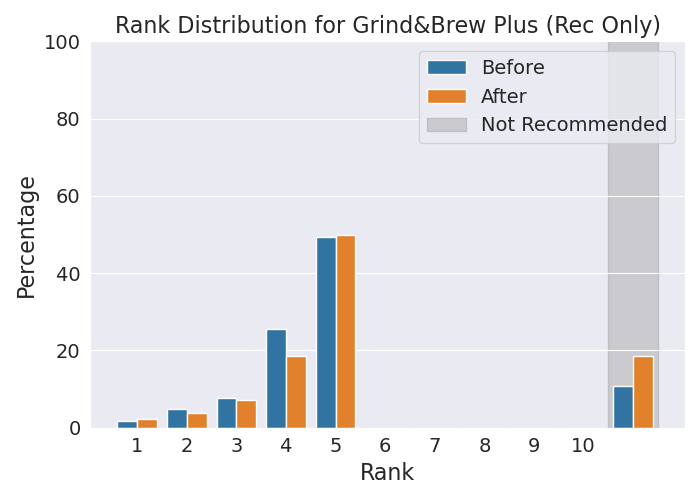 Rank Distribution for Grind&Brew Plus (Rec Only)
100
80
60
40
20
0
Percentage
Before
After
Not Recommended
1 2 3 4 5 6 7 8 9 10
Rank